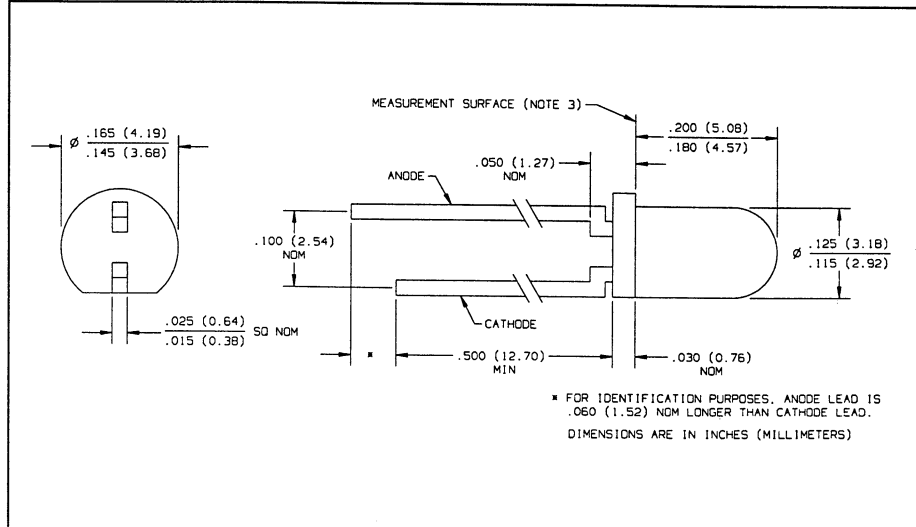 MEASUREMENT SURFACE (NOTE 3)
ø .165 (4.19)
.145 (3.68)
.200 (5.08)
.180 (4.57)
.050 (1.27)
NOM
ANODE
.100 (2.54)
NOM
ø .125 (3.18)
.115 (2.92)
.025 (0.64)
.015 (0.38) SQ NOM
CATHODE
*
.500 (12.70)
MIN
.030 (0.76)
NOM
* FOR IDENTIFICATION PURPOSES, ANODE LEAD IS
.060 (1.52) NOM LONGER THAN CATHODE LEAD.
DIMENSIONS ARE IN INCHES (MILLIMETERS)